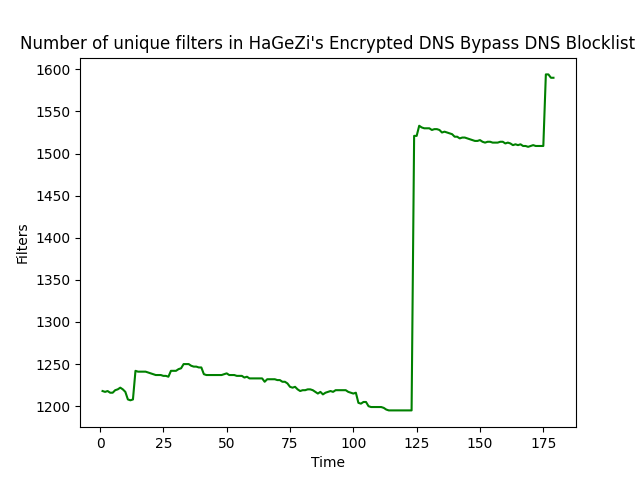 Number of unique filters in HaGeZi's Encrypted DNS Bypass DNS Blocklist
1600
1550
1500
1450
1400
1350
1300
1250
1200
Filters
0 25 50 75 100 125 150 175
Time